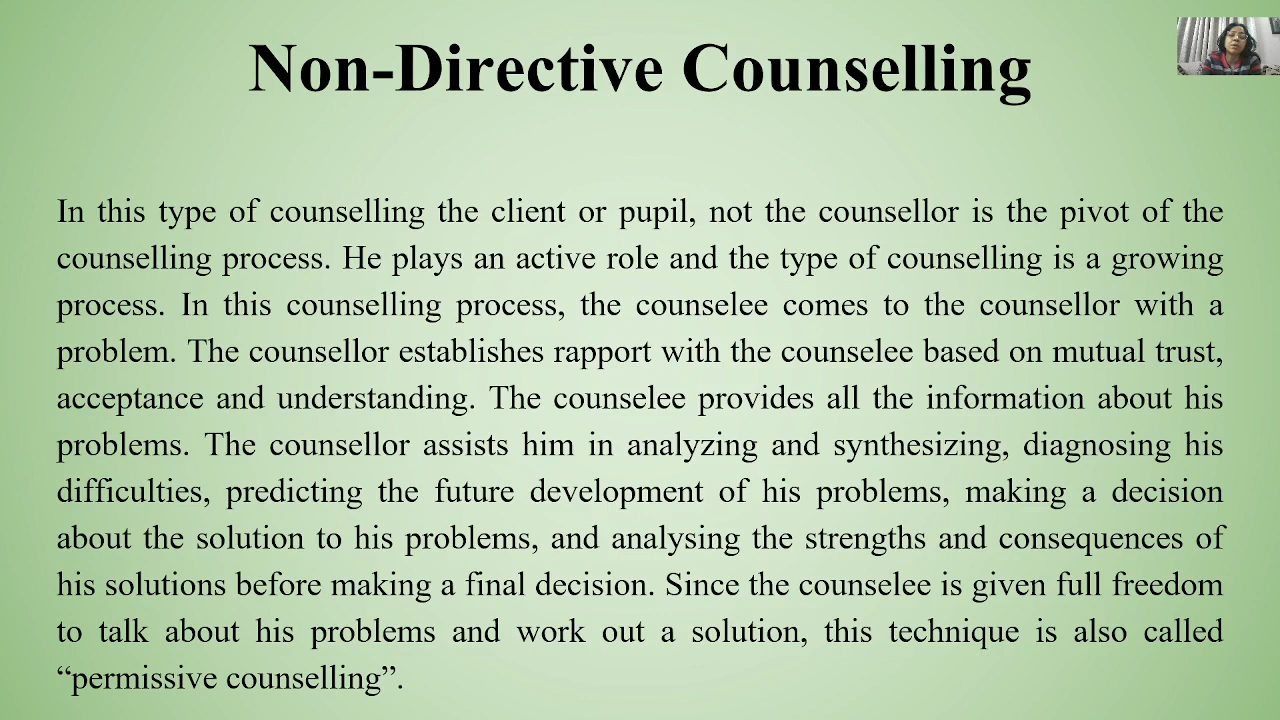 Non-Directive Counselling
In this type of counselling the client or pupil, not the counsellor is the pivot of the
counselling process. He plays an active role and the type of counselling is a growing
process. In this counselling process, the counselee comes to the counsellor with a
problem. The counsellor establishes rapport with the counselee based on mutual trust,
acceptance and understanding. The counselee provides all the information about his
problems. The counsellor assists him in analyzing and synthesizing, diagnosing his
difficulties, predicting the future development of his problems, making a decision
about the solution to his problems, and analysing the strengths and consequences of
his solutions before making a final decision. Since the counselee is given full freedom
to talk about his problems and work out a solution, this technique is also called
“permissive counselling”.